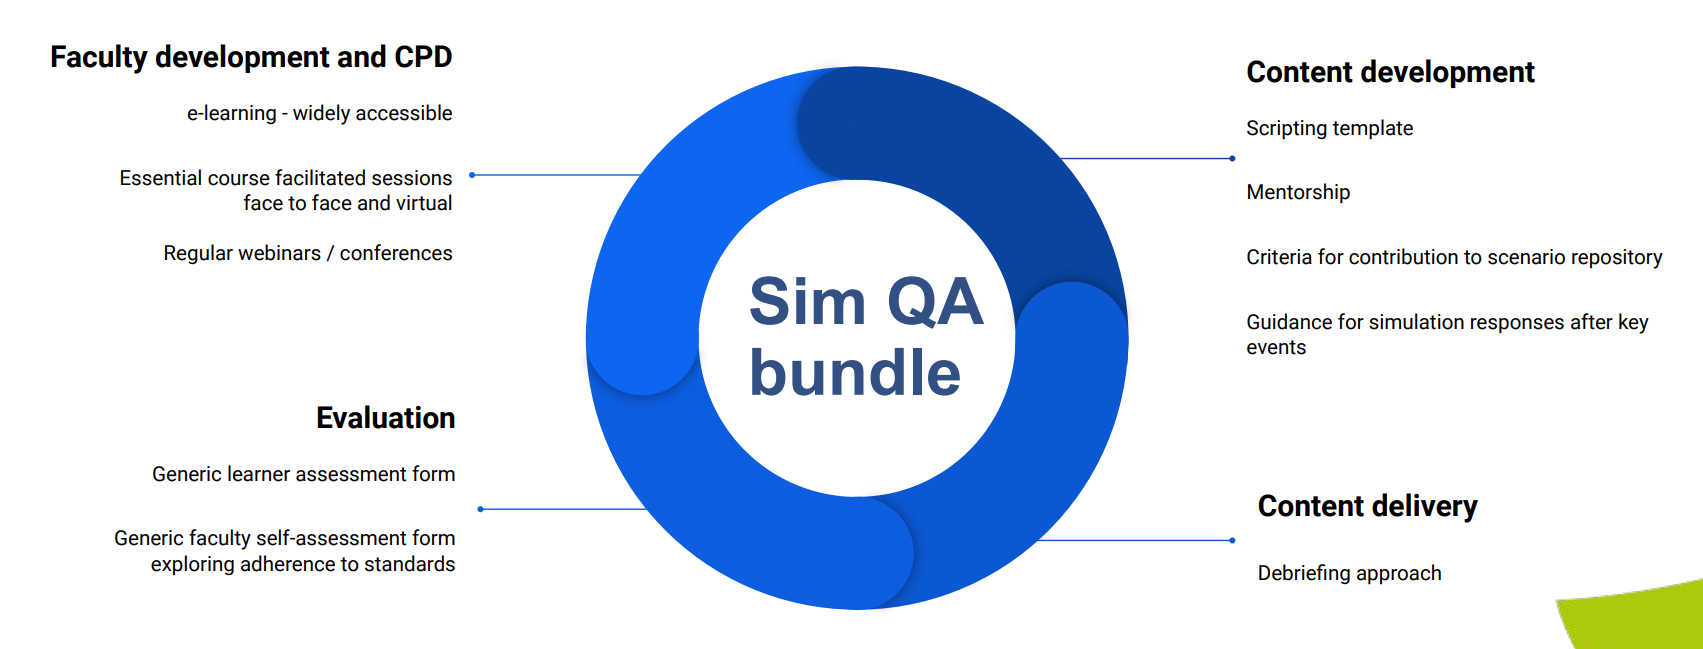 Faculty development and CPD
e-learning - widely accessible
Essential course facilitated sessions
face to face and virtual
Regular webinars / conferences
Evaluation
Generic learner assessment form
Generic faculty self-assessment form
exploring adherence to standards
Sim QA
bundle
Content development
Scripting template
Mentorship
Criteria for contribution to scenario repository
Guidance for simulation responses after key
events
Content delivery
Debriefing approach